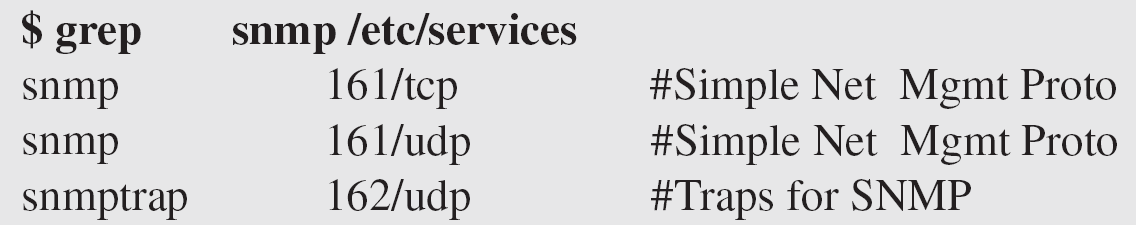 $ grep snmp /etc/services
snmp 161/tcp #Simple Net Mgmt Proto
snmp 161/udp #Simple Net Mgmt Proto
snmptrap 162/udp #Traps for SNMP